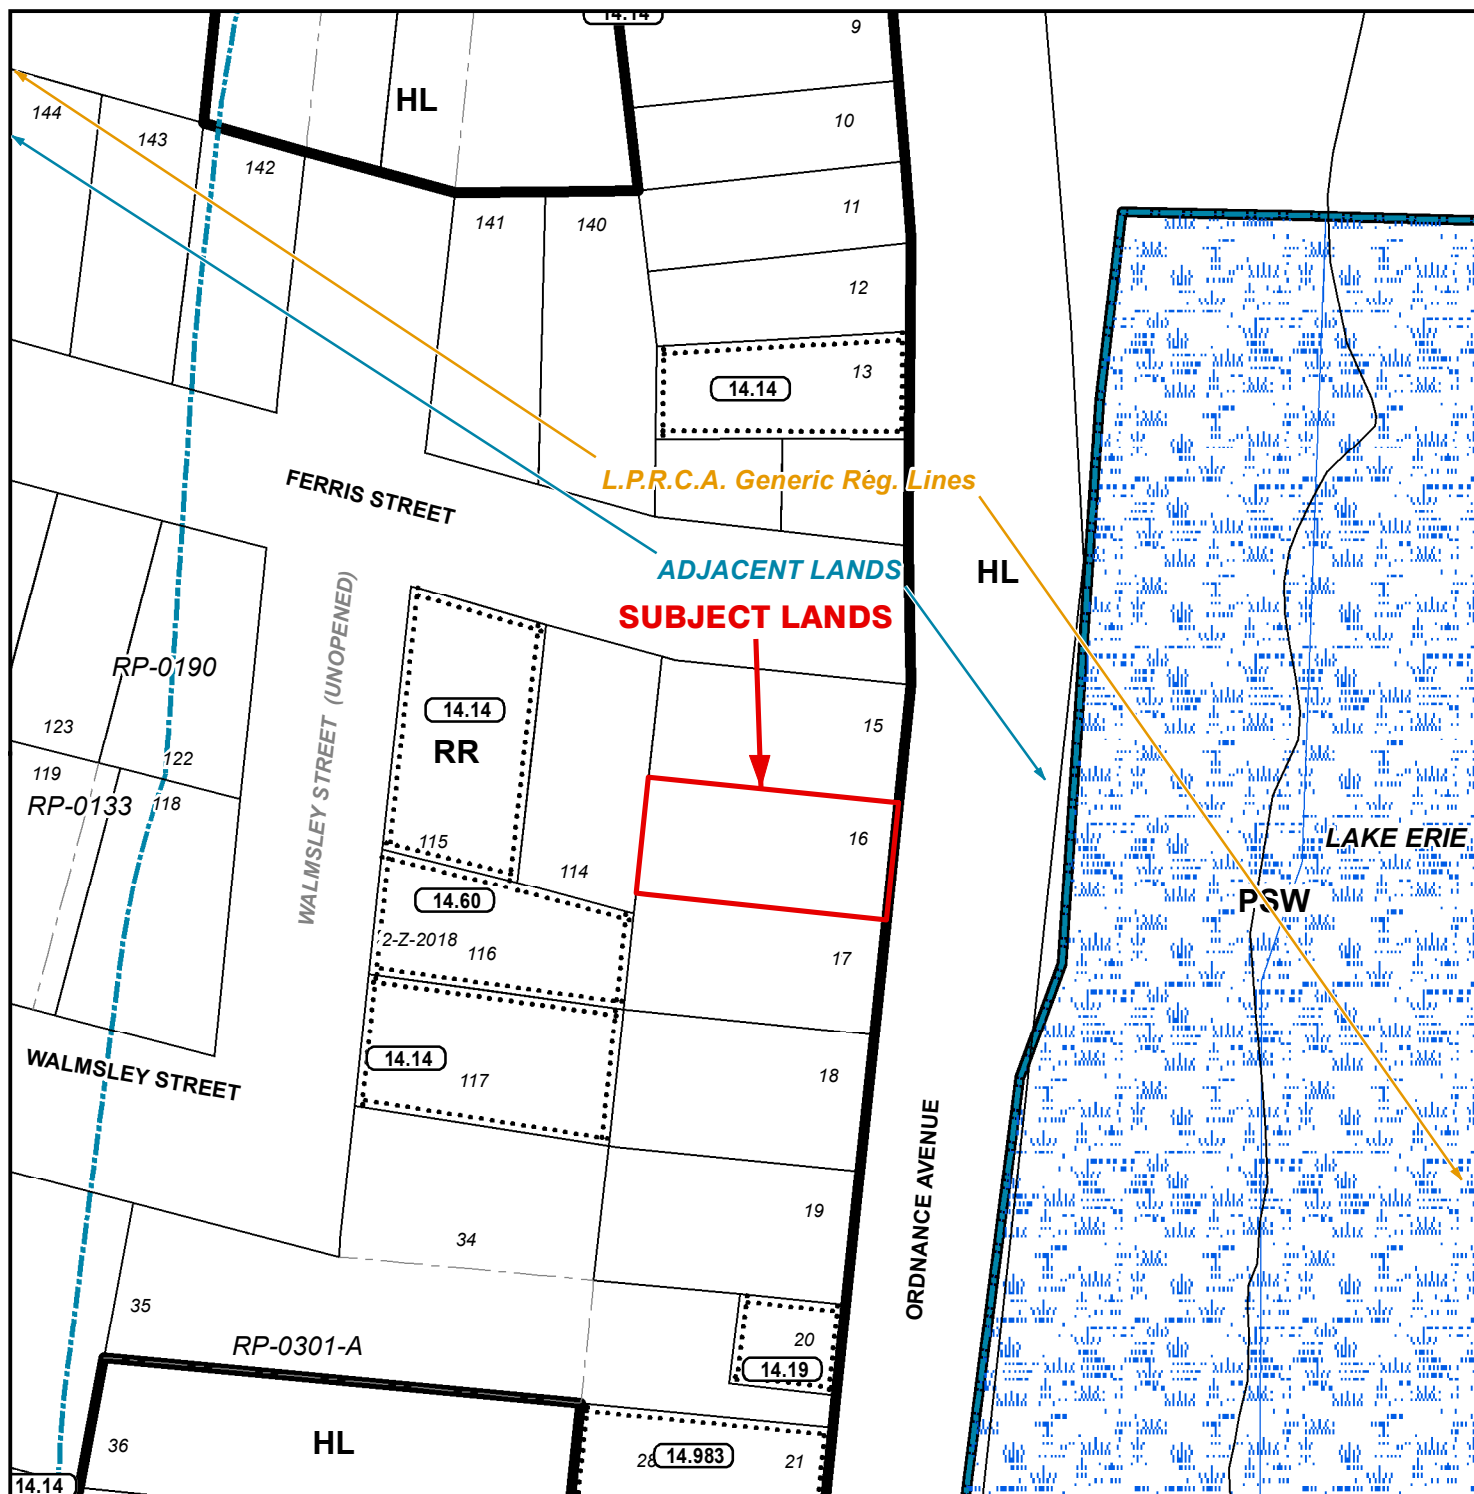 14.14
9
HL
144
143
142
10
11
141
140
12
13
14.14
L.P.R.C.A. Generic Reg. Lines
FERRIS STREET
ADJACENT LANDS
HL
SUBJECT LANDS
WALMSLEY STREET (UNOPENED)
RP-0190
14.14
RR
15
123
122
119
RP-0133
118
115
16
LAKE ERIE
114
14.60
PSW
2-Z-2018
116
17
WALMSLEY STREET
14.14
117
18
ORDNANCE AVENUE
19
34
35
RP-0301-A
20
14.19
36
HL
28
14.983
21
14.14